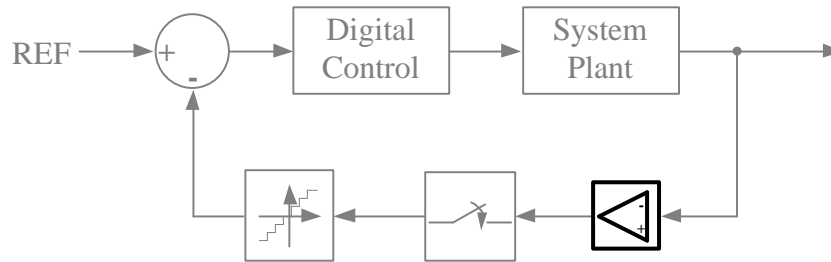 REF
+
-
Digital
Control
System
Plant
-
+